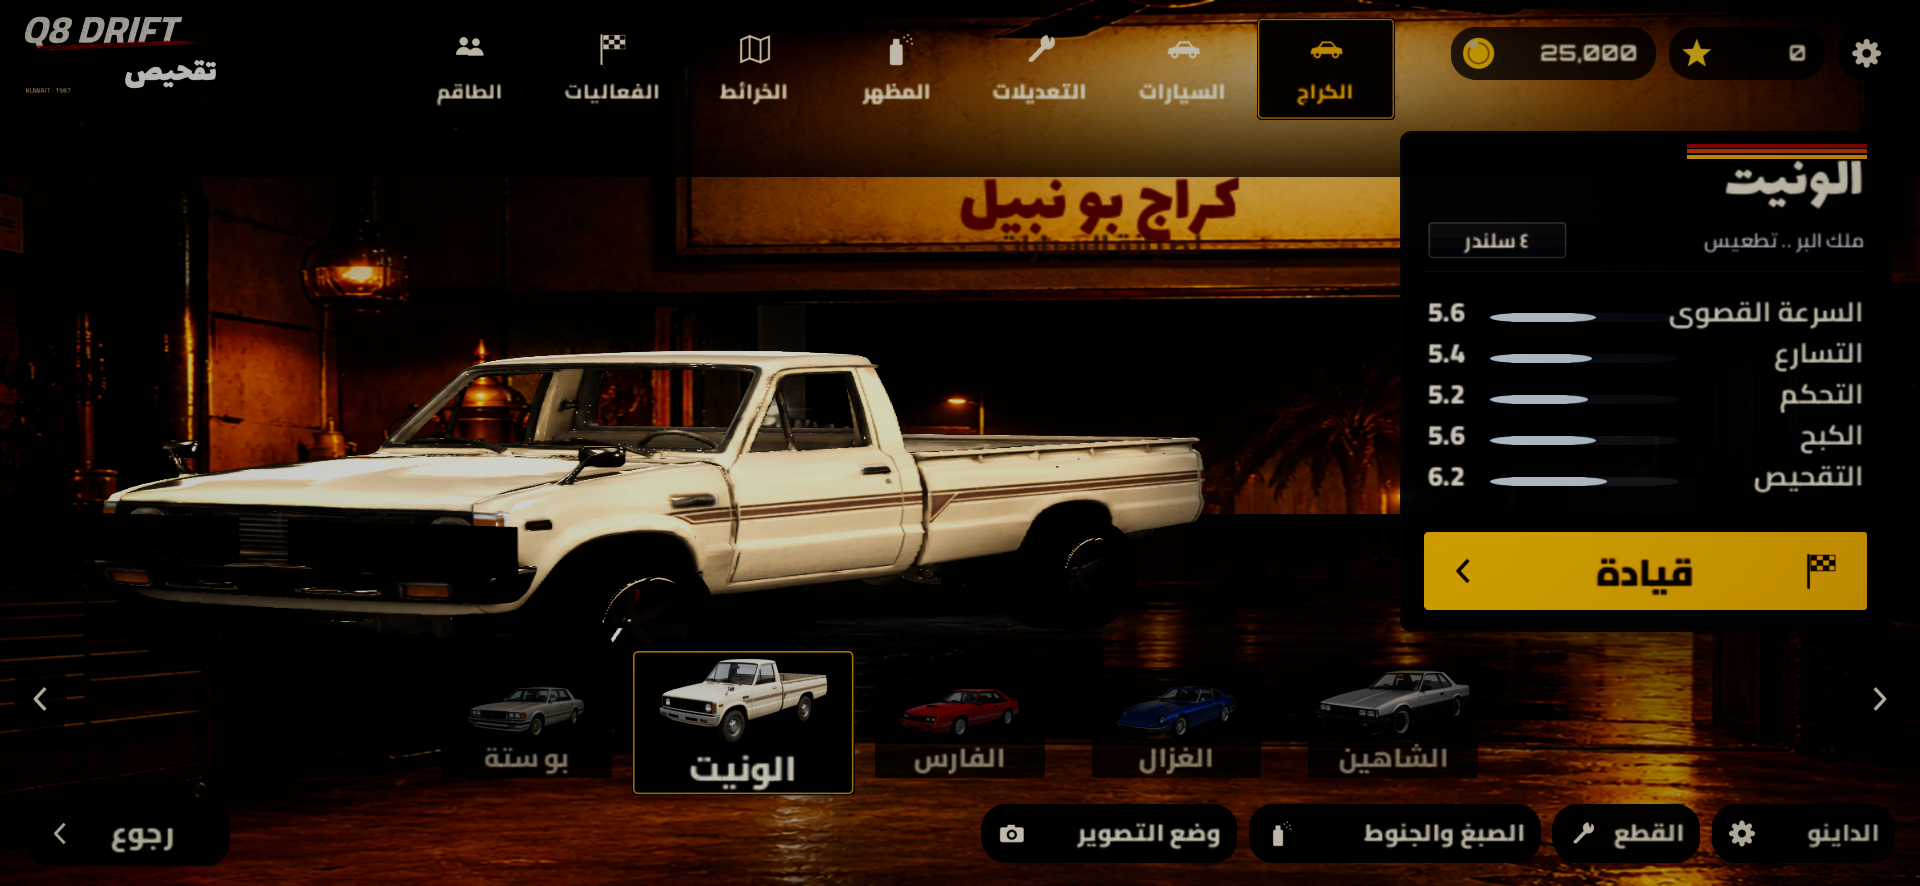 Q8 DRIFT
تقحيص
KUWAIT · 1987
الكراج
السيارات
التعديلات
المظهر
الخرائط
الفعاليات
الطاقم
25,000
0
كراج بو نبيل
الونيت
ملك البر .. تطعيس
٤ سلندر
السرعة القصوى 5.6
التسارع 5.4
التحكم 5.2
الكبح 5.6
التقحيص 6.2
قيادة
الشاهين
الغزال
الفارس
الونيت
بو ستة
الداينو
القطع
الصبغ والجنوط
وضع التصوير
رجوع